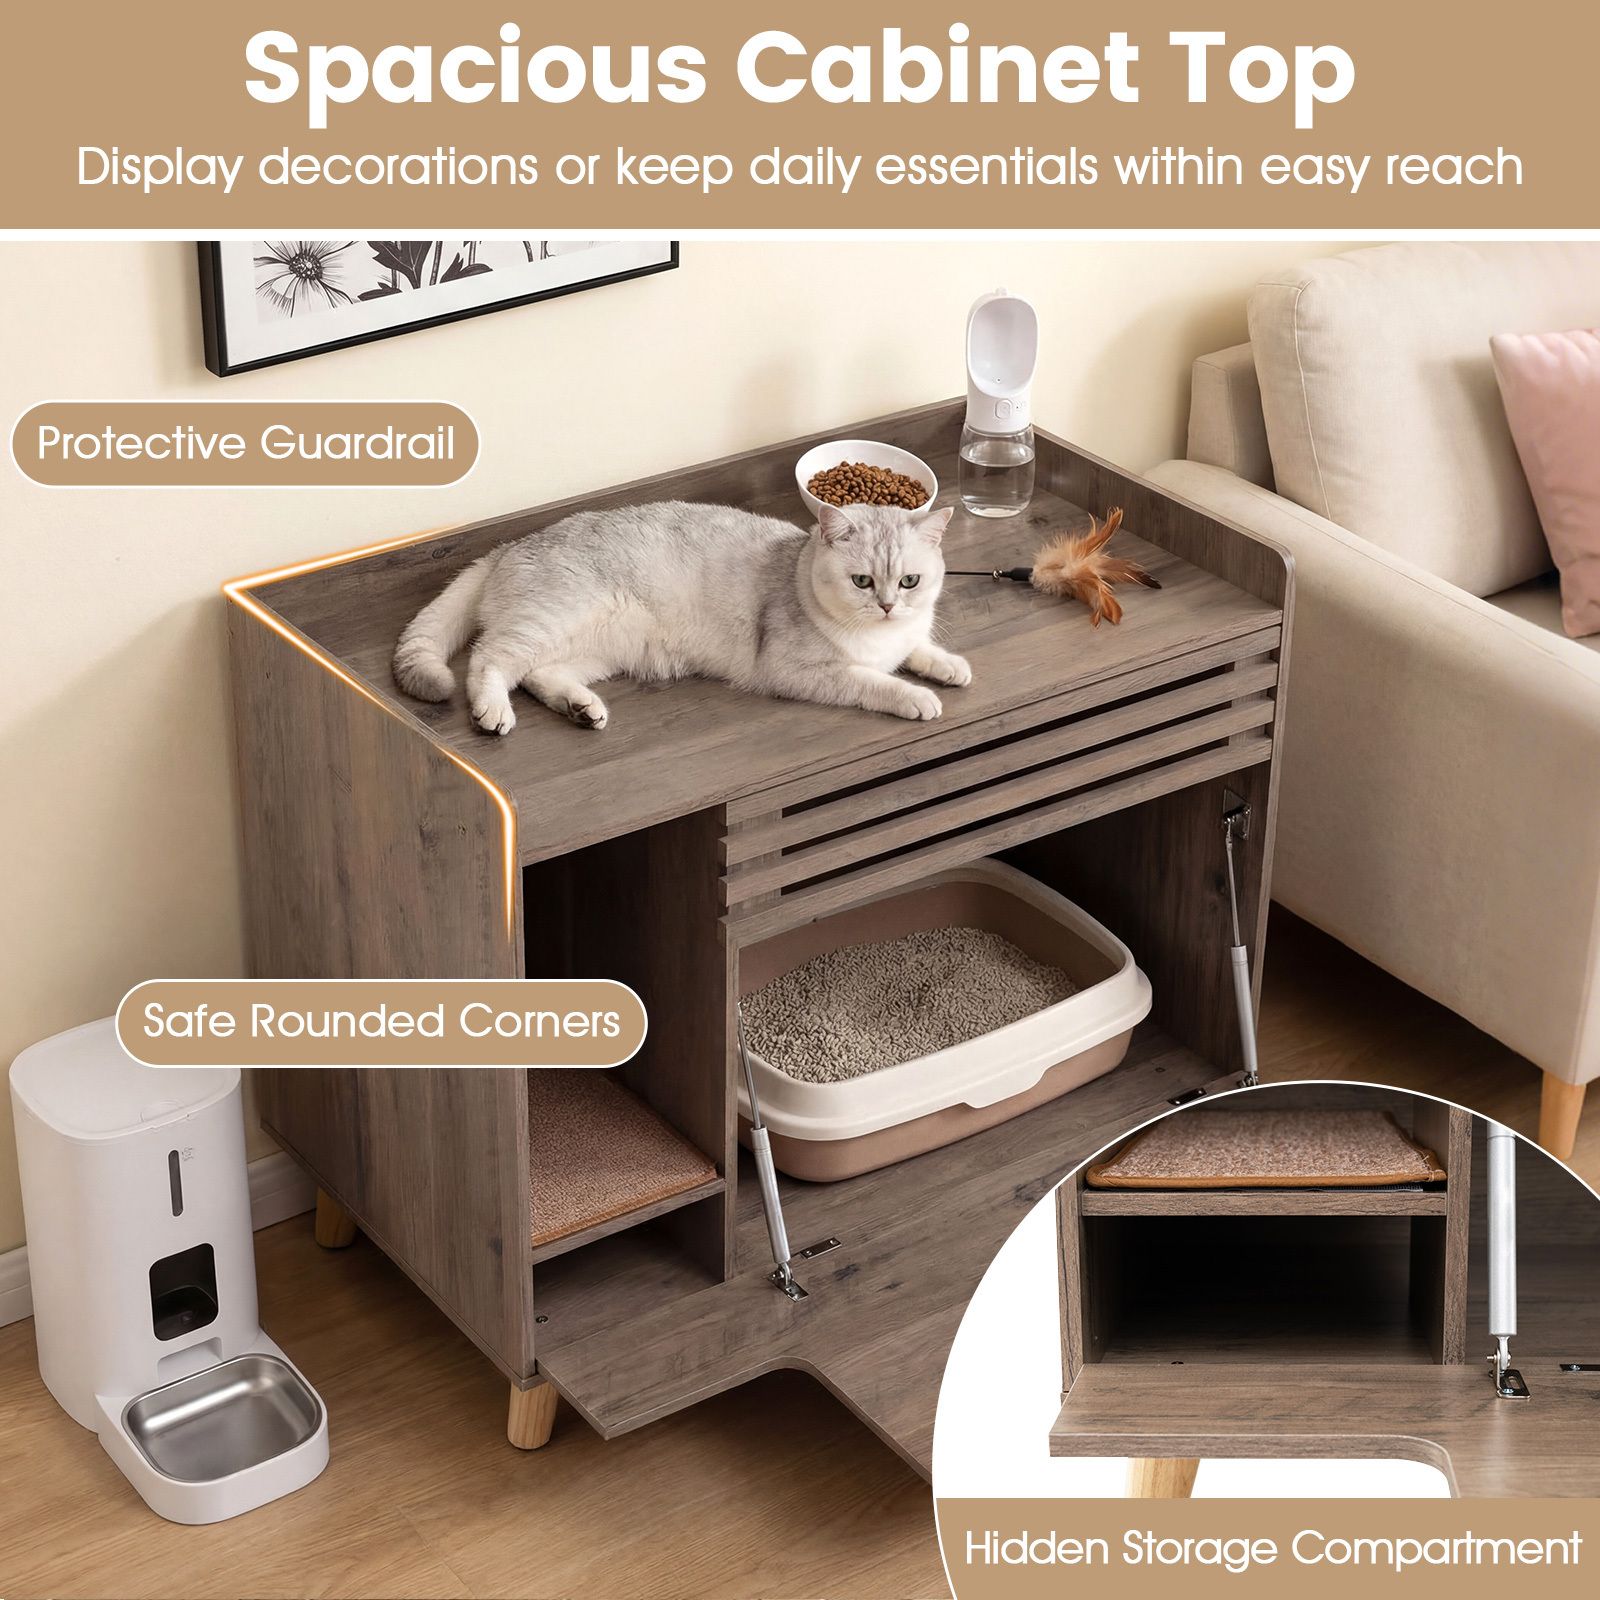 Spacious Cabinet Top
Display decorations or keep daily essentials within easy reach
Protective Guardrail
Safe Rounded Corners
Hidden Storage Compartment